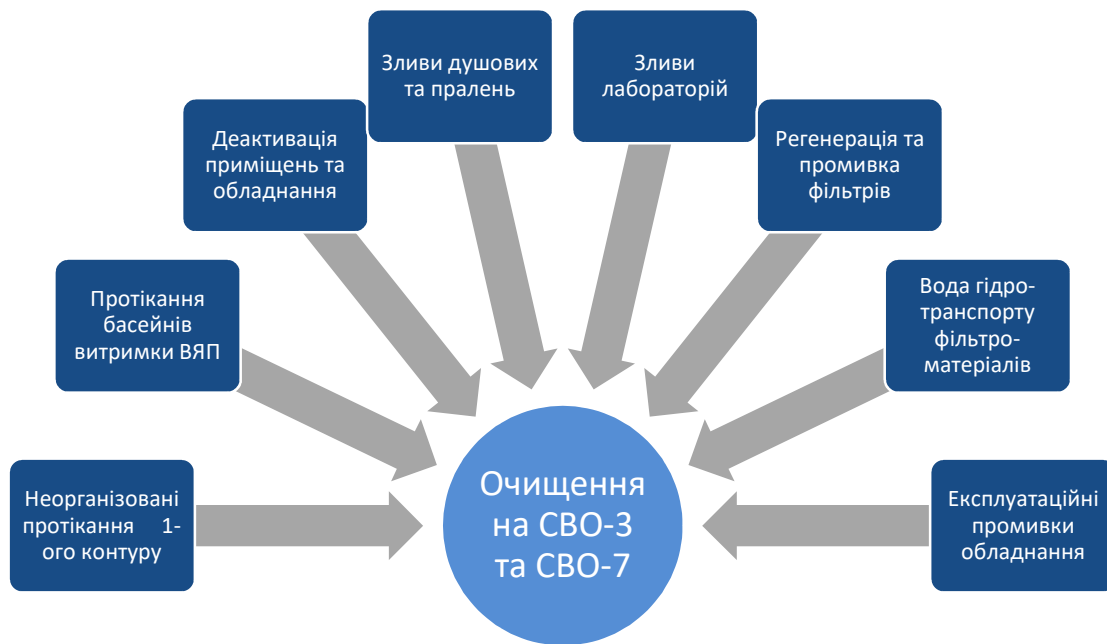 Зливи душових
та пралень
Зливи
лабораторій
Деактивація
приміщень та
обладнання
Регенерація та
промивка
фільтрів
Протікання
басейнів
витримки ВЯП
Вода гідро-
транспорту
фільтро-
матеріалів
Неорганізовані
протікання 1-
ого контуру
Очищення
на СВО-3
та СВО-7
Експлуатаційні
промивки
обладнання